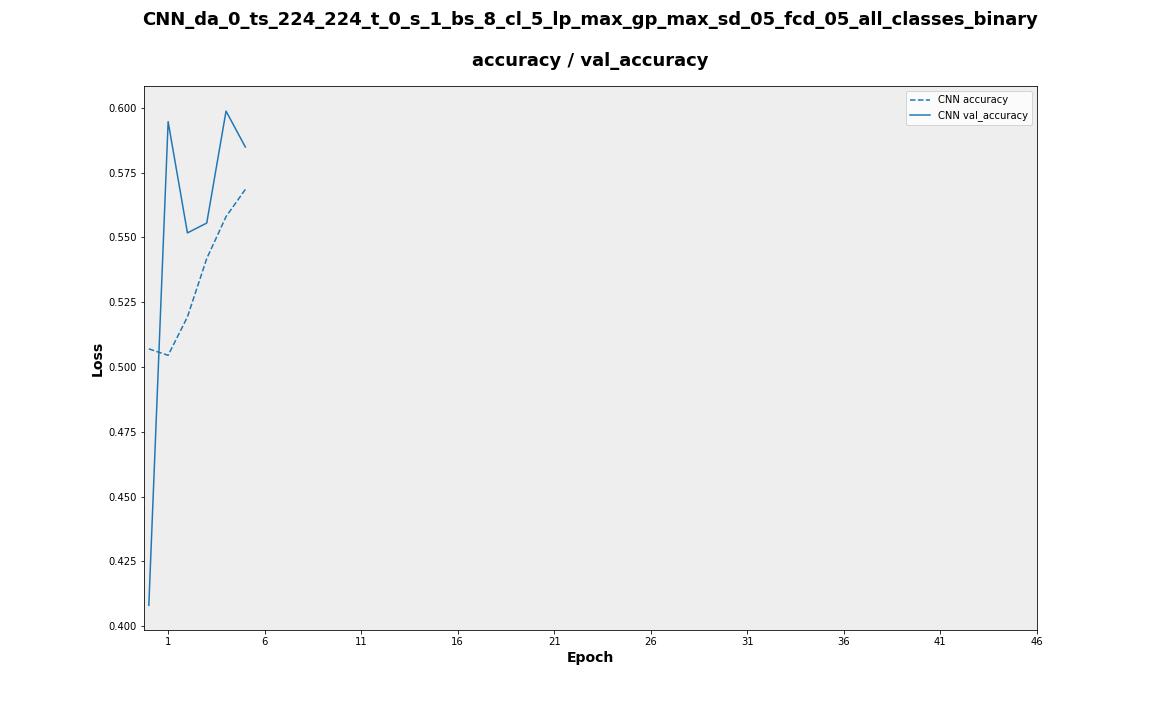 CNN_da_0_ts_224_224_t_0_s_1_bs_8_cl_5_lp_max_gp_max_sd_05_fcd_05_all_classes_binary
accuracy / val_accuracy
CNN accuracy
CNN val_accuracy
0.600
0.575
0.550
0.525
0.500
0.475
0.450
0.425
0.400
Loss
1 6 11 16 21 26 31 36 41 46
Epoch